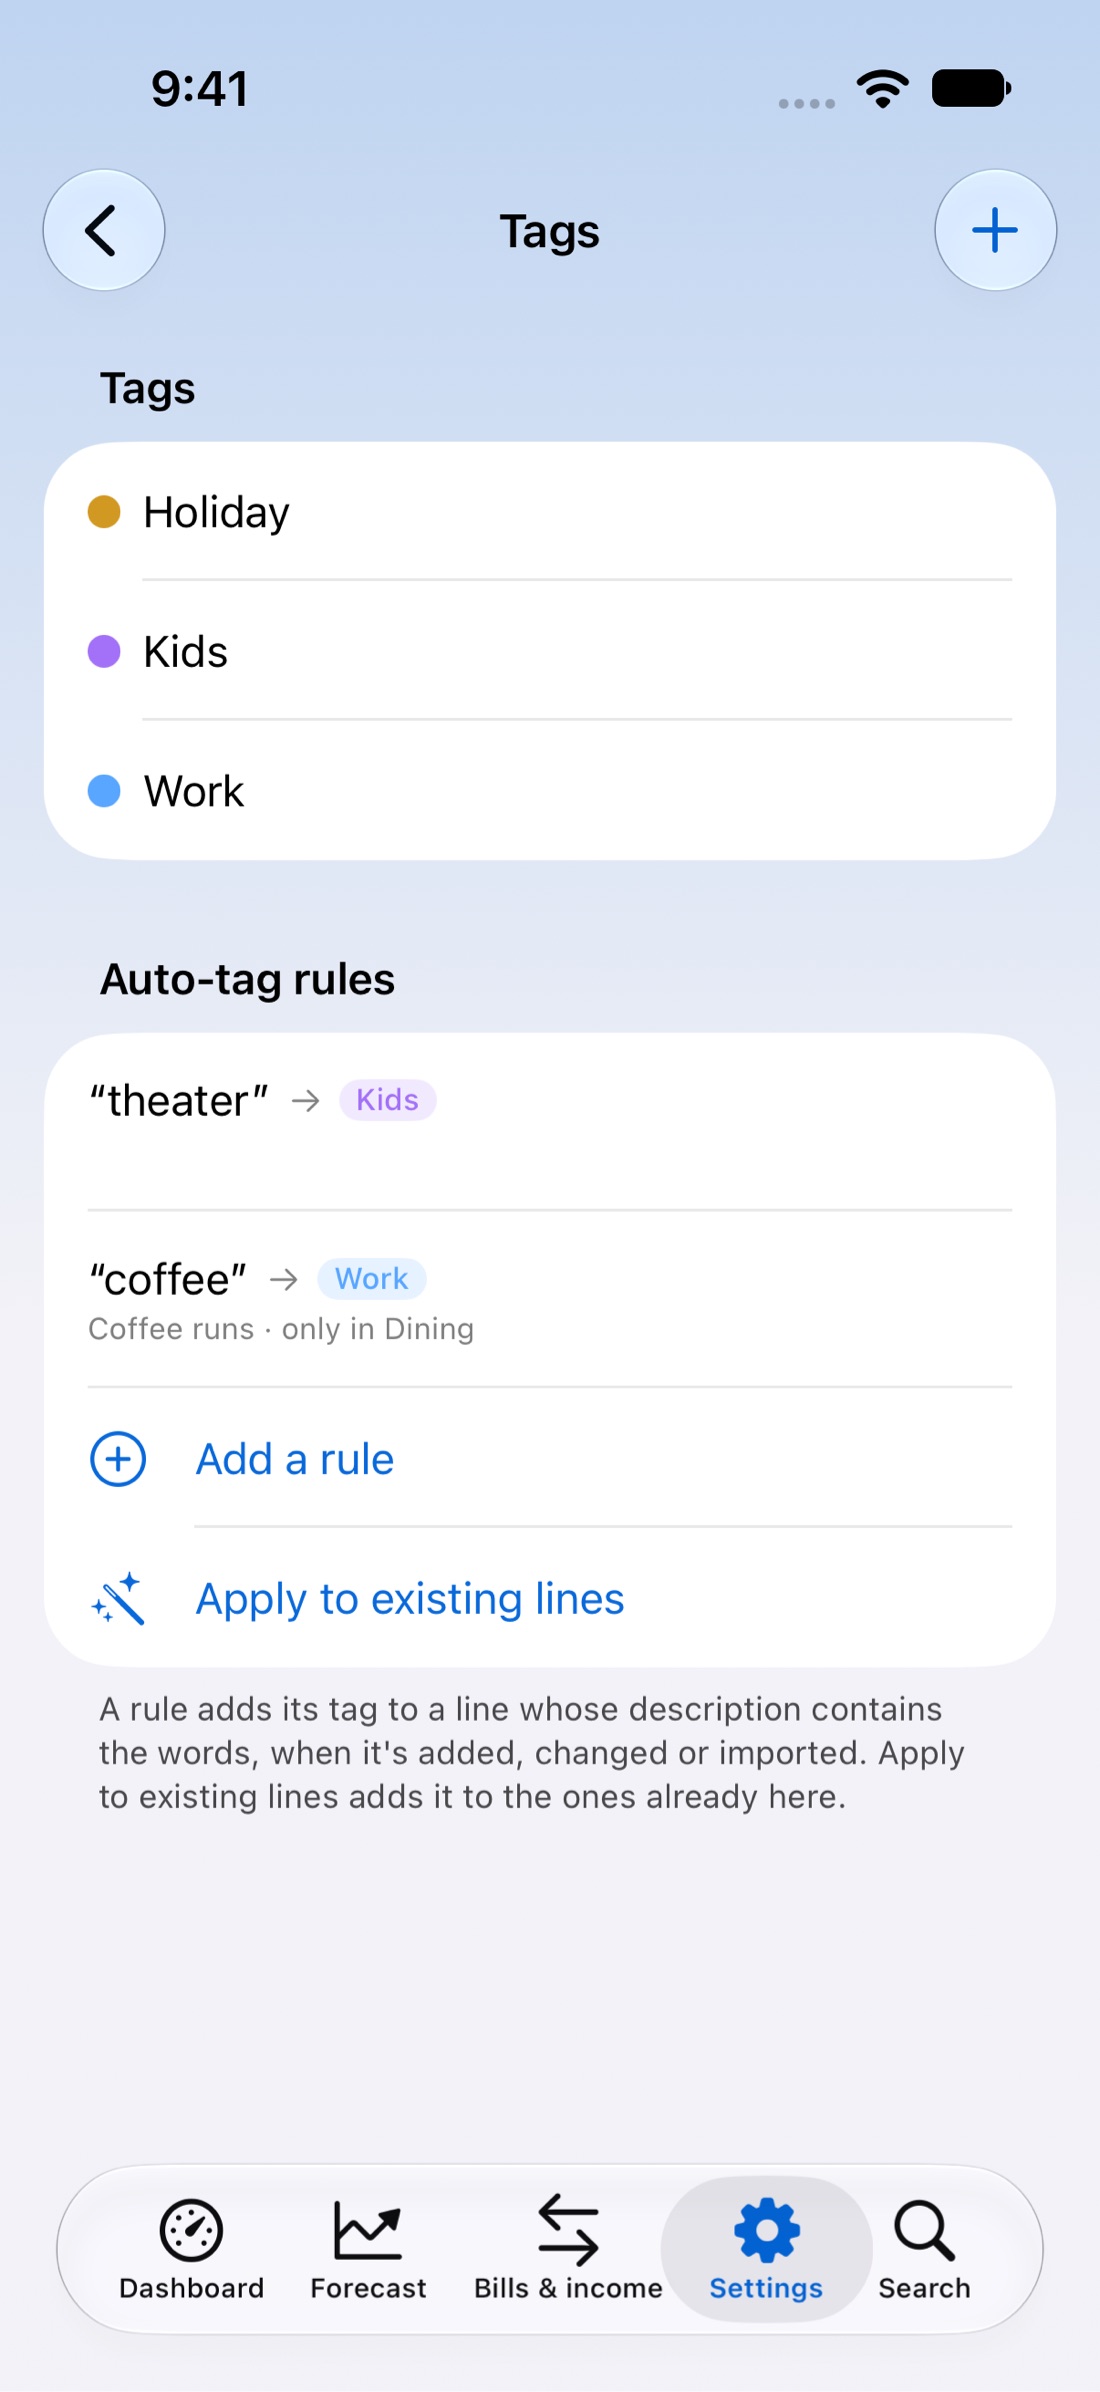 9:41
Tags
Tags
Holiday
Kids
Work
Auto-tag rules
“theater” → Kids
“coffee” → Work
Coffee runs · only in Dining
Add a rule
Apply to existing lines
A rule adds its tag to a line whose description contains
the words, when it's added, changed or imported. Apply
to existing lines adds it to the ones already here.
Dashboard
Forecast
Bills & income
Settings
Search